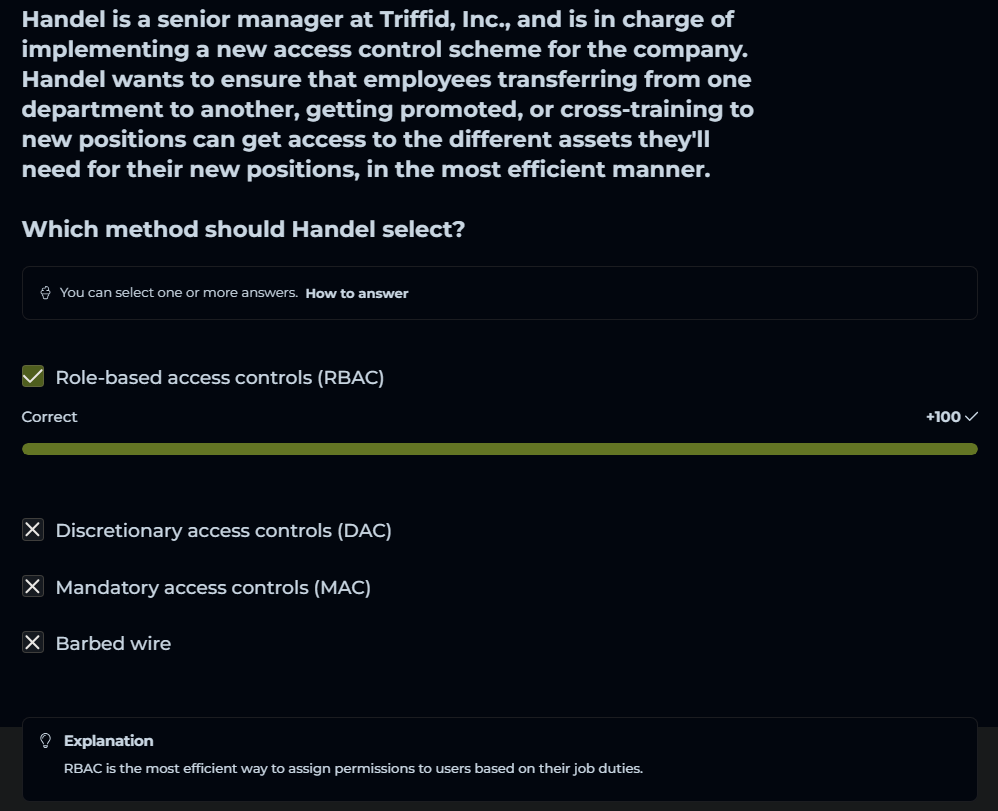 Handel is a senior manager at Triffid, Inc., and is in charge of
implementing a new access control scheme for the company.
Handel wants to ensure that employees transferring from one
department to another, getting promoted, or cross-training to
new positions can get access to the different assets they'll
need for their new positions, in the most efficient manner.
Which method should Handel select?
You can select one or more answers. How to answer
Role-based access controls (RBAC)
Correct +100
Discretionary access controls (DAC)
Mandatory access controls (MAC)
Barbed wire
Explanation
RBAC is the most efficient way to assign permissions to users based on their job duties.